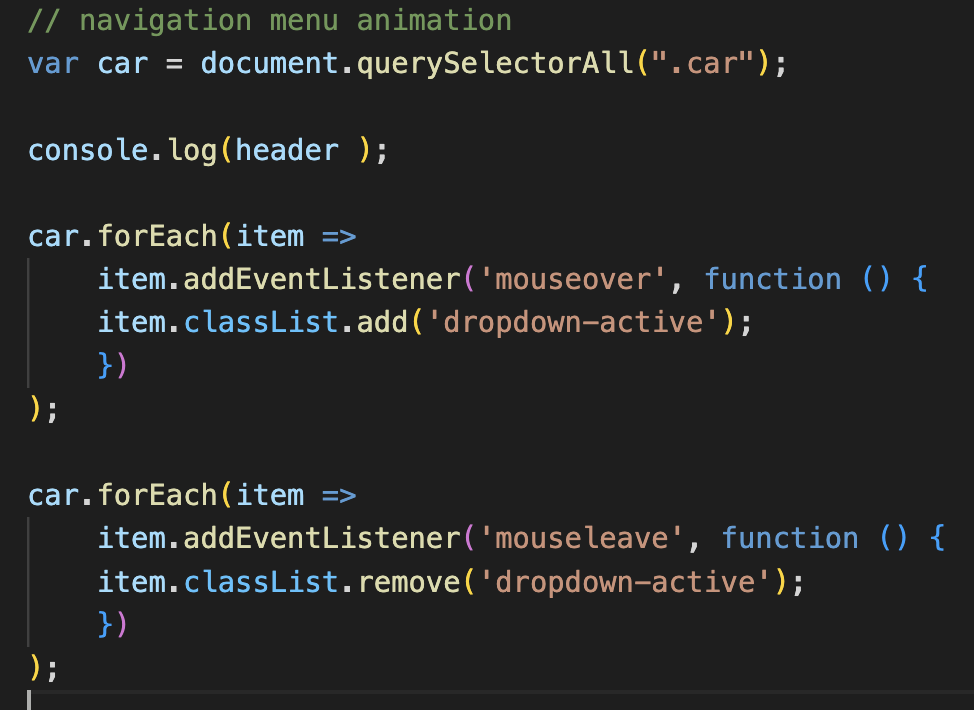 // navigation menu animation
var car = document.querySelectorAll(".car");
console.log(header );
car.forEach(item =>
    item.addEventListener('mouseover', function () {
    item.classList.add('dropdown-active');
    })
);
car.forEach(item =>
    item.addEventListener('mouseleave', function () {
    item.classList.remove('dropdown-active');
    })
);